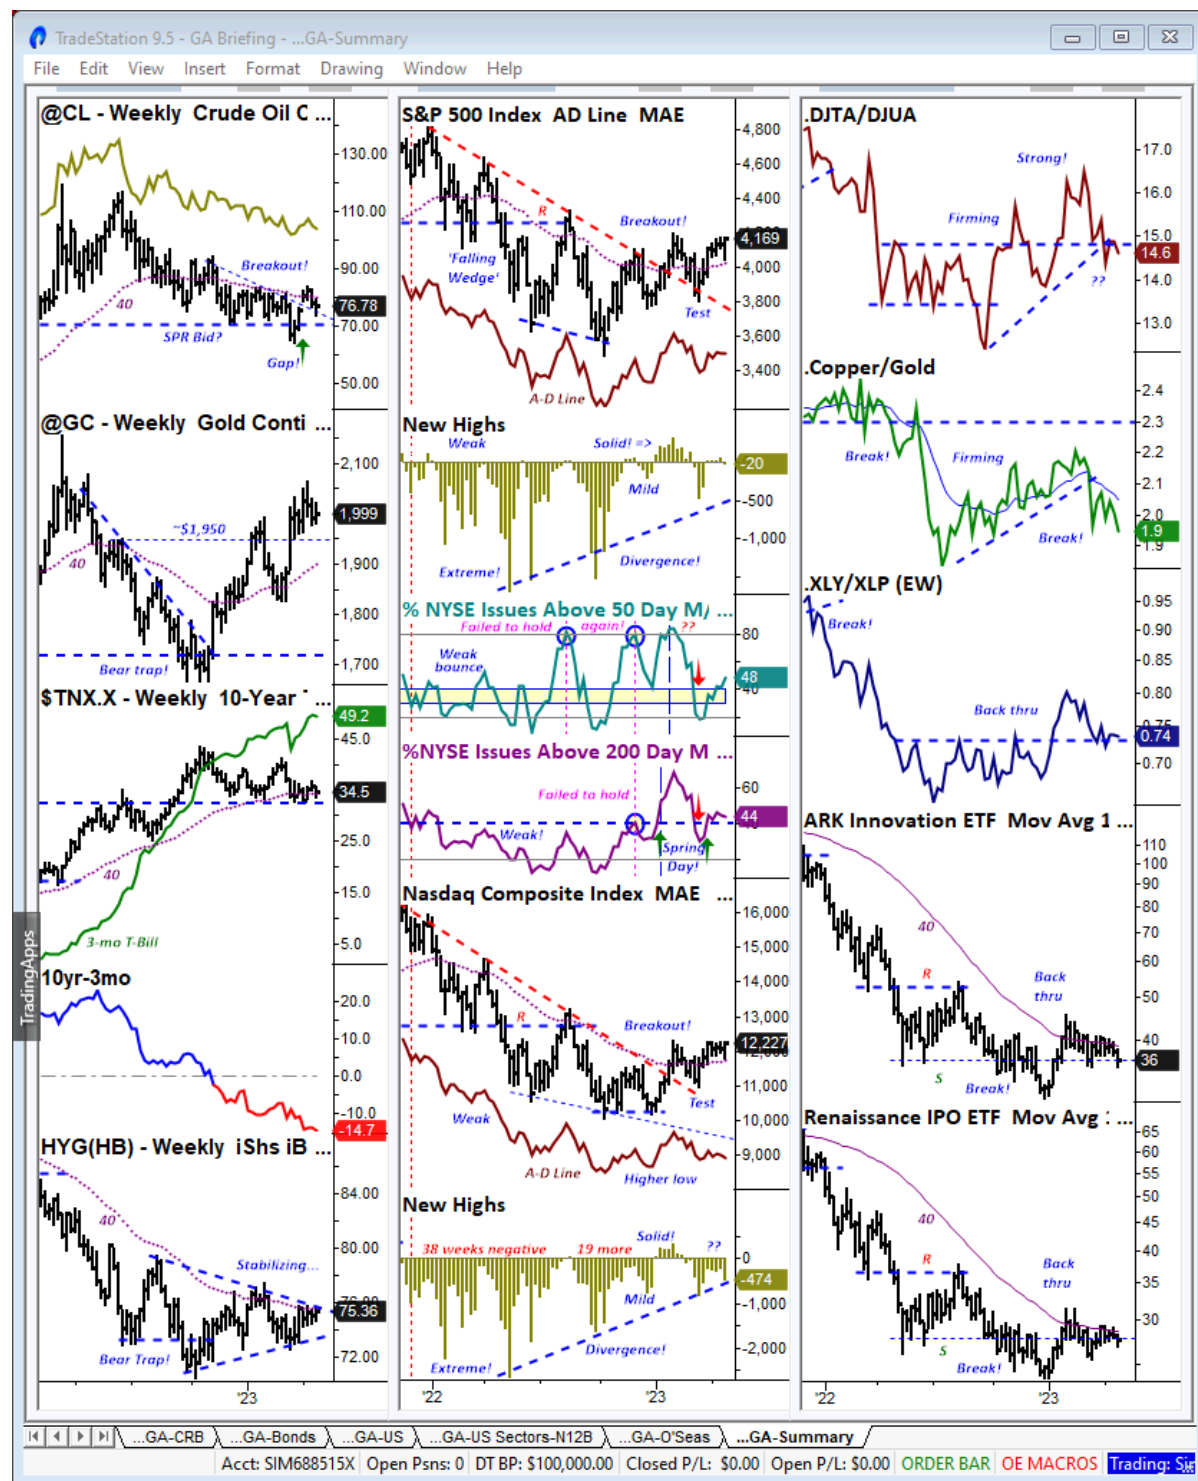 TradeStation 9.5 - GA Briefing - ...GA-Summary
File Edit View Insert Format Drawing Window Help
TradingApps
@CL - Weekly Crude Oil C ...
130.00
110.00
90.00
76.78
70.00
50.00
Breakout!
40
SPR Bid?
Gap!
@GC - Weekly Gold Conti ...
2,100
1,999
1,900
1,800
1,700
~$1,950
40
Bear trap!
$TNX.X - Weekly 10-Year ...
49.2
45.0
34.5
25.0
15.0
5.0
40
3-mo T-Bill
10yr-3mo
20.0
10.0
0.0
-10.0
-14.7
HYG(HB) - Weekly iShs iB ...
84.00
80.00
75.36
72.00
40
Stabilizing...
Bear Trap!
'23
S&P 500 Index AD Line MAE
4,800
4,600
4,400
4,169
4,000
3,800
3,600
3,400
R
Breakout!
'Falling
Wedge'
Test
A-D Line
New Highs
Weak
Solid! =>
-20
Mild
-500
-1,000
Extreme!
Divergence!
% NYSE Issues Above 50 Day M/ ...
Failed to hold
again!
??
80
Weak
bounce
48
40
%NYSE Issues Above 200 Day M ...
60
Failed to hold
44
Weak!
Spring
Day!
Nasdaq Composite Index MAE ...
16,000
15,000
14,000
13,000
12,227
12,000
11,000
10,000
9,000
R
Breakout!
Test
Weak
A-D Line
Higher low
New Highs
Solid!
??
38 weeks negative
19 more
0
-474
Mild
-1,000
-2,000
Extreme!
Divergence!
'22
'23
.DJTA/DJUA
17.0
16.0
15.0
14.6
14.0
13.0
Strong!
Firming
??
.Copper/Gold
2.4
2.3
2.2
2.1
2.0
1.9
1.9
Break!
Firming
Break!
.XLY/XLP (EW)
0.95
0.90
0.85
0.80
0.74
0.70
Break!
Back thru
ARK Innovation ETF Mov Avg 1 ...
110
100
90
80
70
60
50
40
36
40
R
Back
thru
S
Break!
Renaissance IPO ETF Mov Avg ...
65
60
55
50
45
40
35
30
25
40
R
Back
thru
S
Break!
'22
'23
...GA-CRB ...GA-Bonds ...GA-US ...GA-US Sectors-N12B ...GA-O'Seas ...GA-Summary
Acct: SIM688515X Open Psns: 0 DT BP: $100,000.00 Closed P/L: $0.00 Open P/L: $0.00 ORDER BAR OE MACROS Trading: